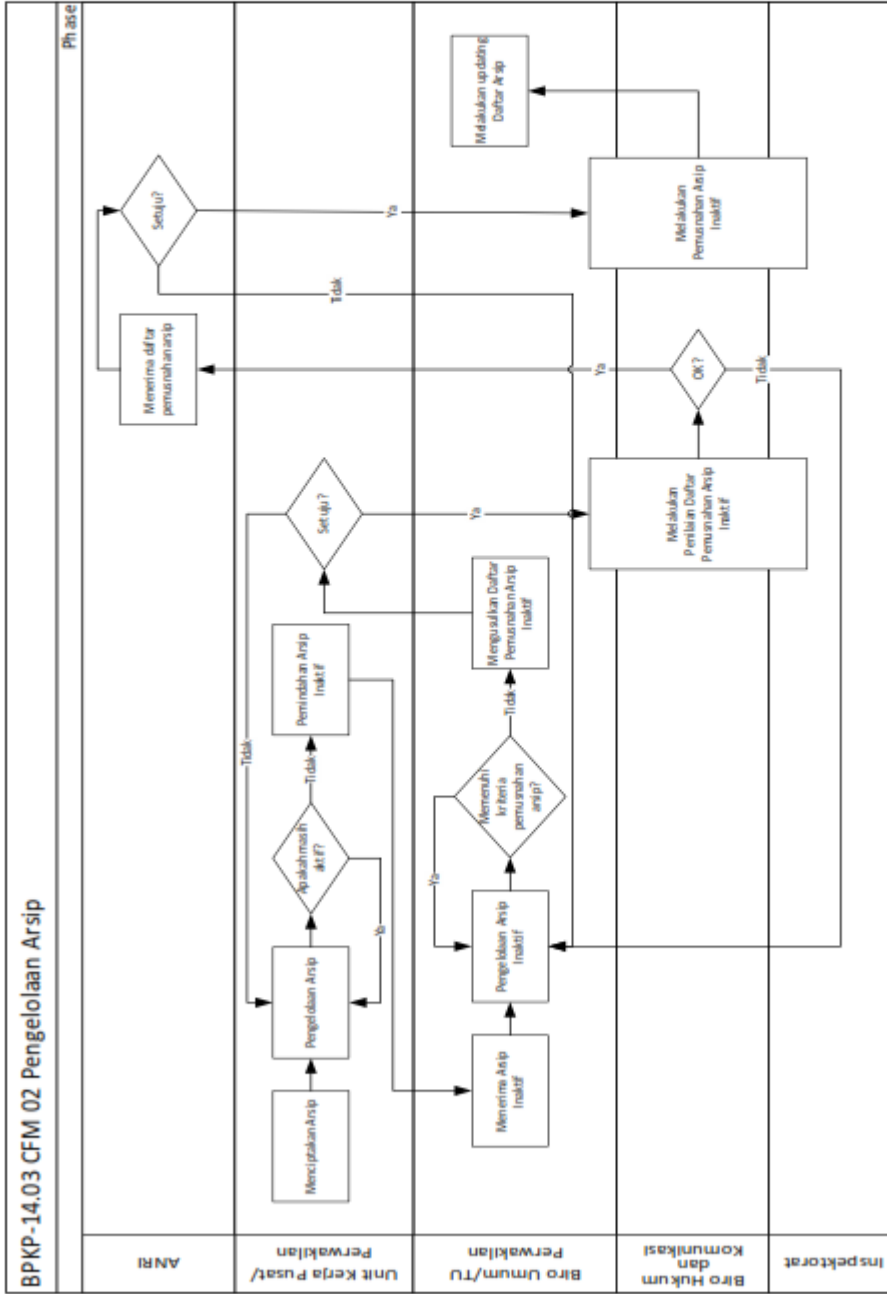 BPKP-14.03 CFM 02 Pengelolaan Arsip
Phase
ANRI
Menerima daftar
pemusnahan arsip
Setuju?
Unit Kerja Pusat/
Perwakilan
Menciptakan Arsip
Pengelolaan Arsip
Apakah masih
aktif?
Ya
Tidak
Pemindahan Arsip
Inaktif
Tidak
Setuju?
Ya
Tidak
Ya
Biro Umum/TU
Perwakilan
Menerima Arsip
Inaktif
Pengelolaan Arsip
Inaktif
Ya
Memenuhi
kriteria
pemusnahan
arsip?
Tidak
Mengusulkan Daftar
Pemusnahan Arsip
Inaktif
Ya
Melakukan updating
Daftar Arsip
Biro Hukum
dan
Komunikasi
Melakukan
Penilaian Daftar
Pemusnahan Arsip
Inaktif
OK?
Tidak
Melakukan
Pemusnahan Arsip
Inaktif
Inspektorat